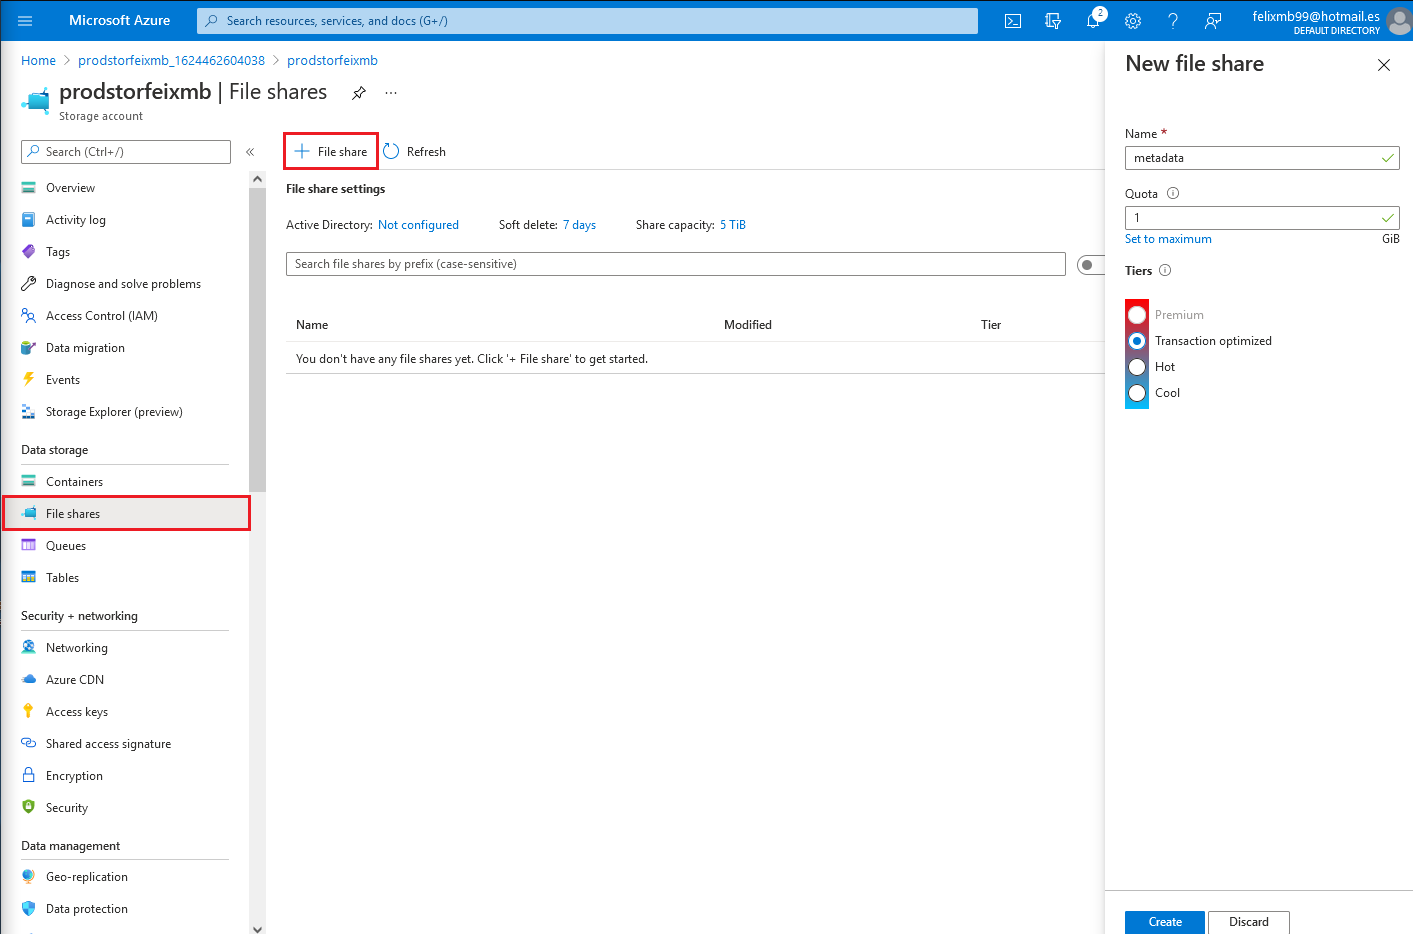 Microsoft Azure
Search resources, services, and docs (G+/)
2
felixmb99@hotmail.es
DEFAULT DIRECTORY
Home > prodstorfeixmb_1624462604038 > prodstorfeixmb
prodstorfeixmb | File shares
...
Storage account
Search (Ctrl+/)
«
Overview
Activity log
Tags
Diagnose and solve problems
Access Control (IAM)
Data migration
Events
Storage Explorer (preview)
Data storage
Containers
File shares
Queues
Tables
Security + networking
Networking
Azure CDN
Access keys
Shared access signature
Encryption
Security
Data management
Geo-replication
Data protection
+ File share
Refresh
File share settings
Active Directory: Not configured
Soft delete: 7 days
Share capacity: 5 TiB
Search file shares by prefix (case-sensitive)
Name
Modified
Tier
You don't have any file shares yet. Click '+ File share' to get started.
New file share
Name *
metadata
Quota
1
Set to maximum
GiB
Tiers
Premium
Transaction optimized
Hot
Cool
Create
Discard